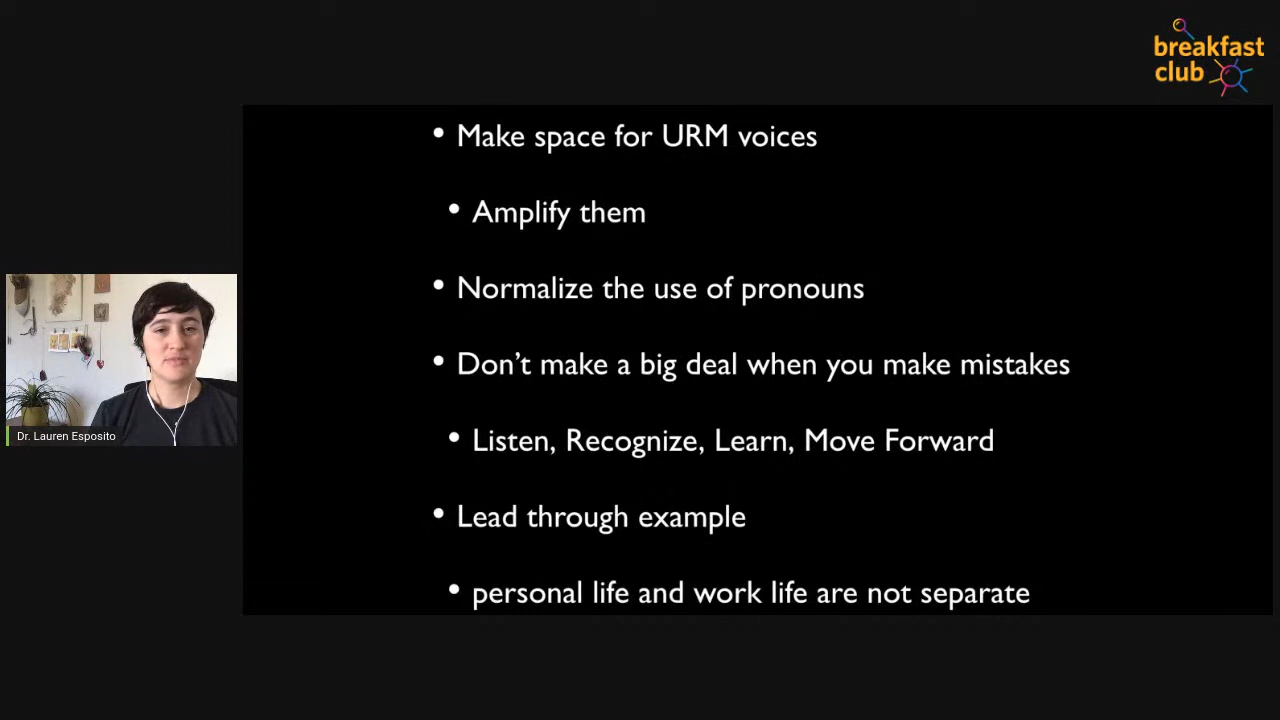 breakfast
club
• Make space for URM voices
• Amplify them
• Normalize the use of pronouns
• Don’t make a big deal when you make mistakes
• Listen, Recognize, Learn, Move Forward
• Lead through example
• personal life and work life are not separate
Dr. Lauren Esposito